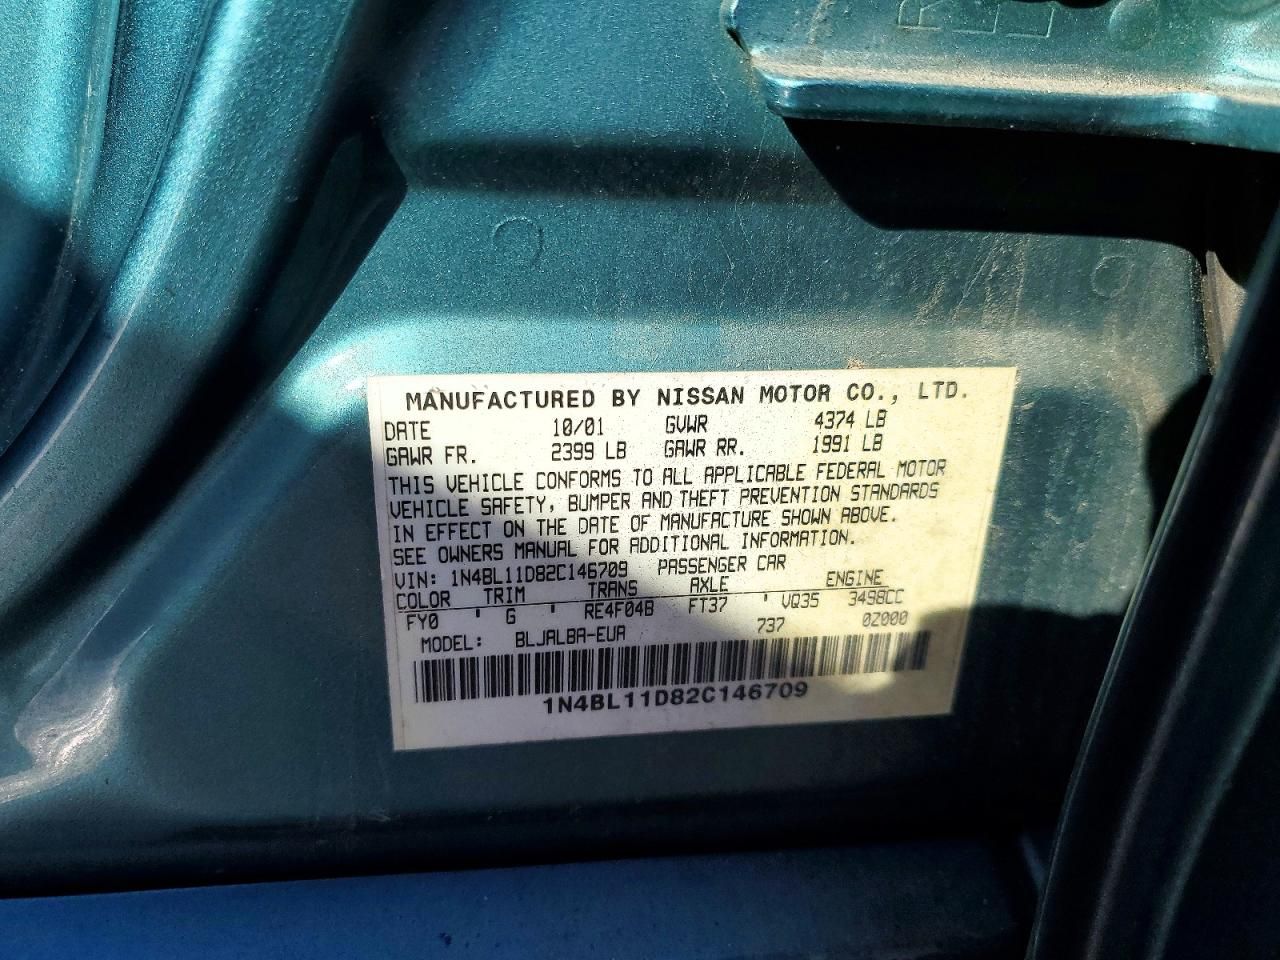 MANUFACTURED BY NISSAN MOTOR CO., LTD.
DATE 10/01 GVWR 4374 LB
GAWR FR. 2399 LB GAWR RR. 1991 LB
THIS VEHICLE CONFORMS TO ALL APPLICABLE FEDERAL MOTOR
VEHICLE SAFETY, BUMPER AND THEFT PREVENTION STANDARDS
IN EFFECT ON THE DATE OF MANUFACTURE SHOWN ABOVE.
SEE OWNERS MANUAL FOR ADDITIONAL INFORMATION.
VIN: 1N4BL11D82C146709 PASSENGER CAR
COLOR TRIM TRANS AXLE ENGINE
FY0 ' G ' RE4F04B FT37 ' VQ35 3498CC
MODEL: BLJALBA-EUA 737 0Z000
1N4BL11D82C146709